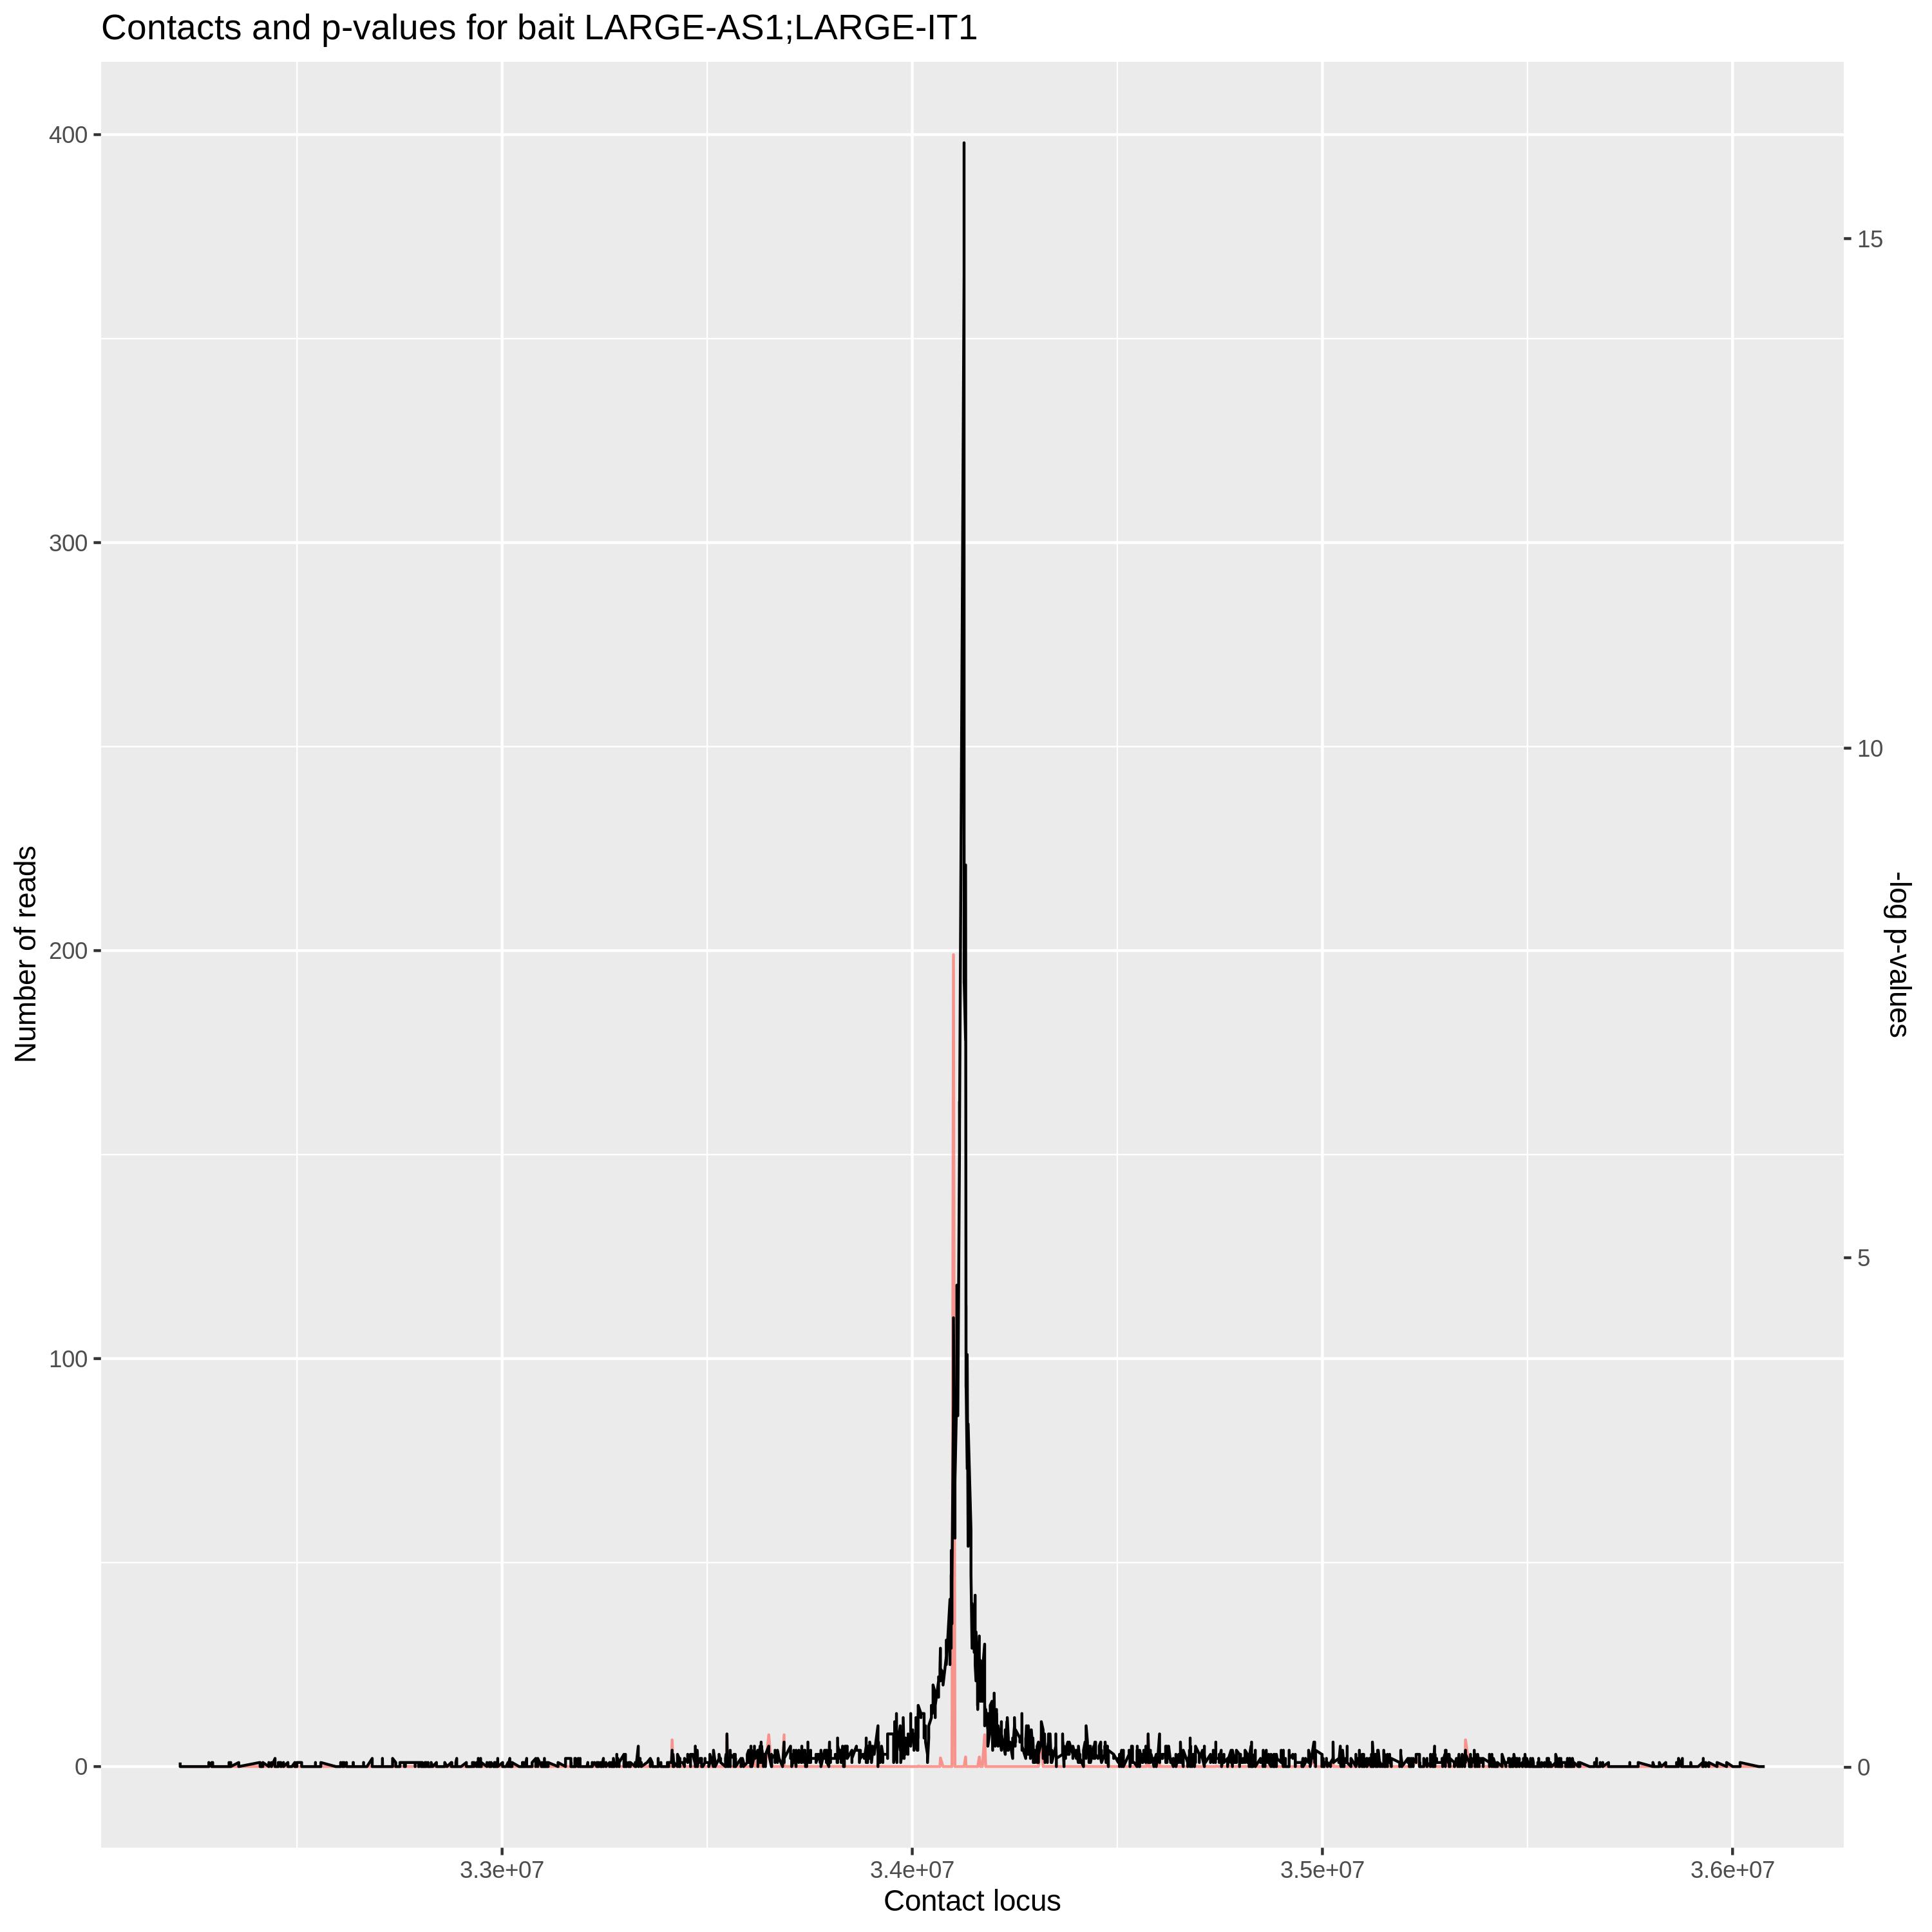 Contacts and p-values for bait LARGE-AS1;LARGE-IT1
400
300
200
100
0
Number of reads
15
10
5
0
-log p-values
3.3e+07
3.4e+07
3.5e+07
3.6e+07
Contact locus